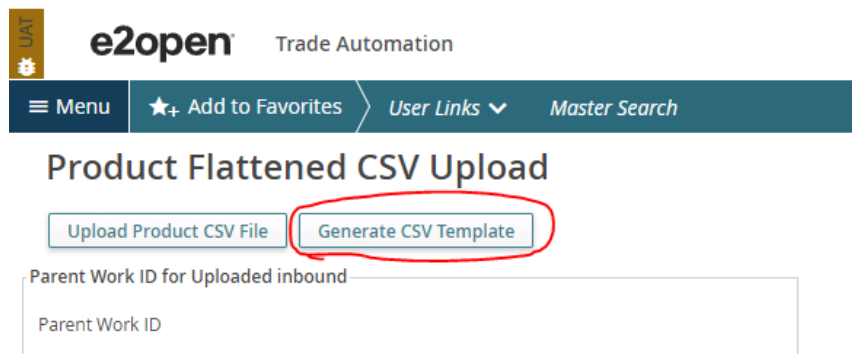 UAT
e2open Trade Automation
Menu Add to Favorites User Links Master Search
Product Flattened CSV Upload
Upload Product CSV File Generate CSV Template
Parent Work ID for Uploaded inbound
Parent Work ID